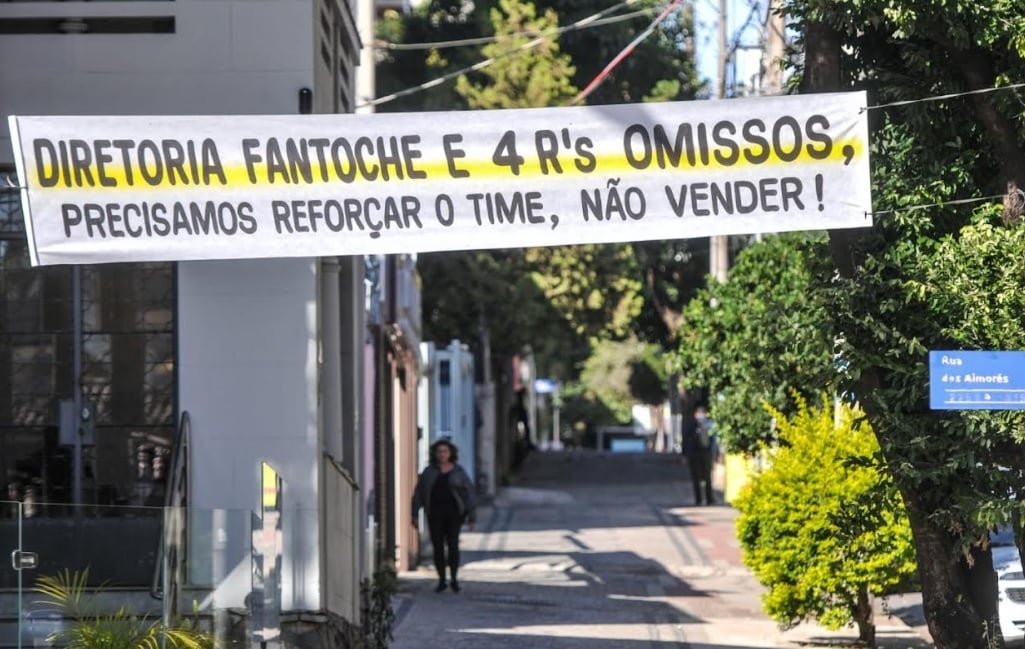 DIRETORIA FANTOCHE E 4 R's OMISSOS,
PRECISAMOS REFORÇAR O TIME, NÃO VENDER!
Rua
dos Aimorés